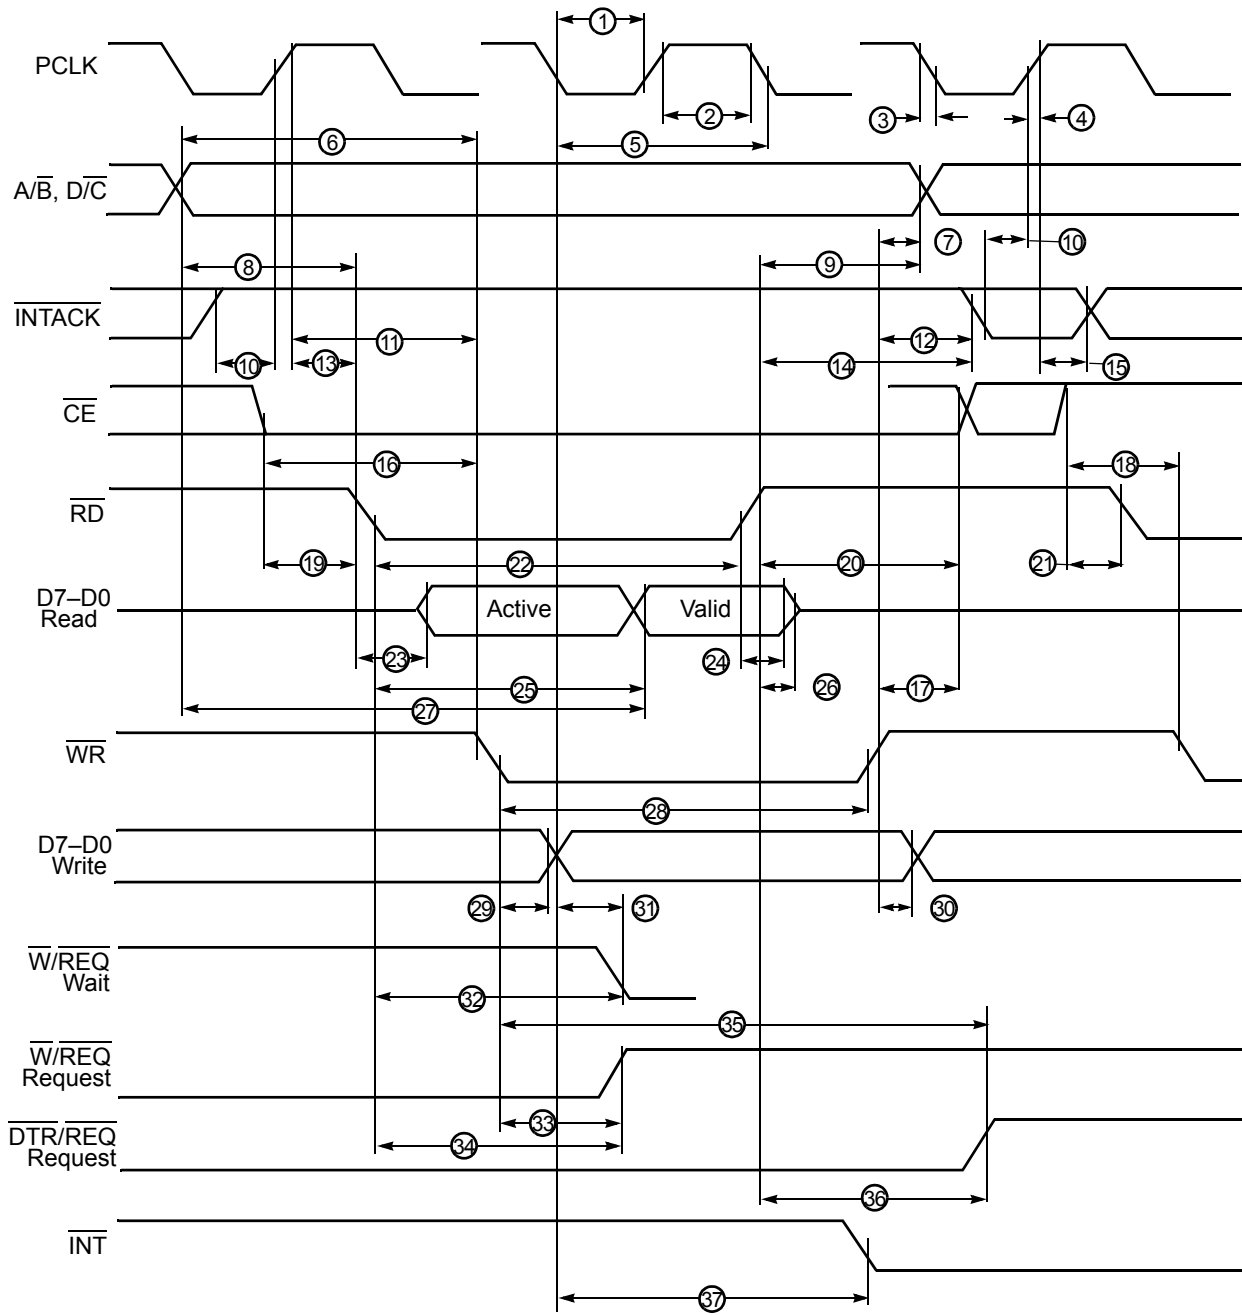 1
PCLK
2
3
4
5
6
A/B, D/C
7
10
8
9
INTACK
11
12
10
13
14
15
CE
16
18
RD
19
22
20
21
D7–D0
Read
Active
Valid
23
24
25
26
17
27
WR
28
D7–D0
Write
29
31
30
W/REQ
Wait
32
35
W/REQ
Request
33
DTR/REQ
Request
34
36
INT
37